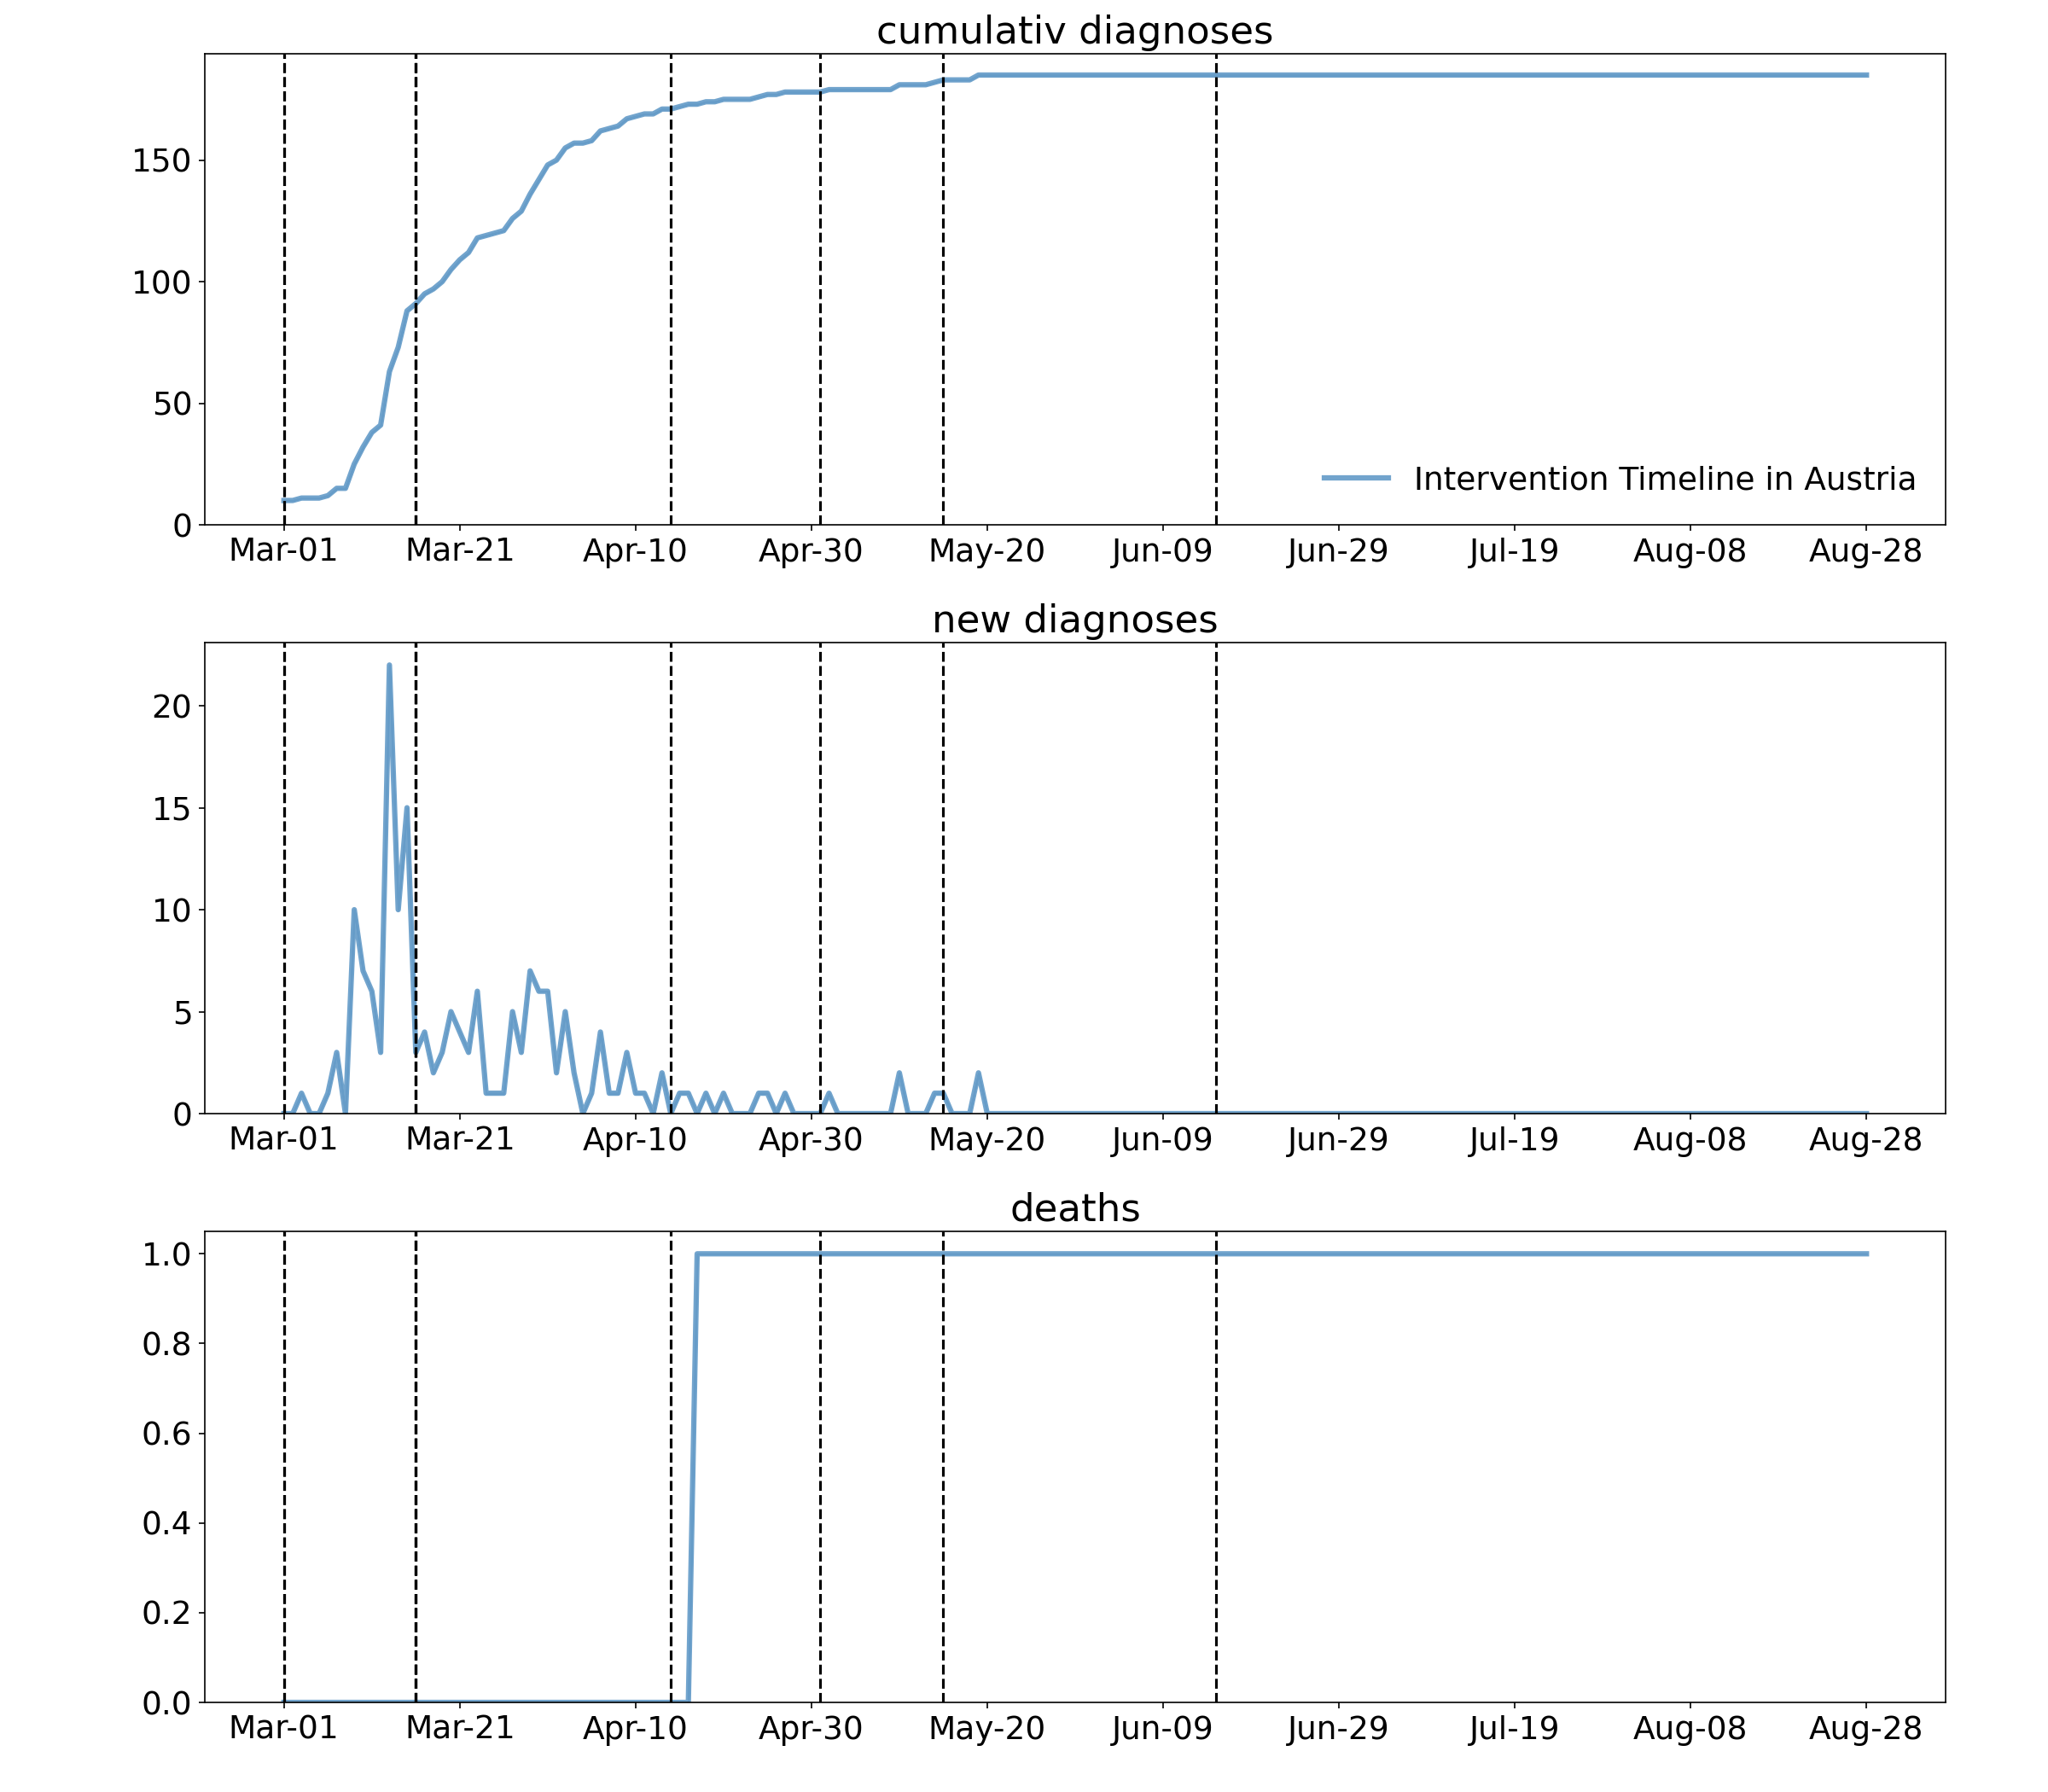 cumulativ diagnoses
150
100
50
0
Intervention Timeline in Austria
Mar-01 Mar-21 Apr-10 Apr-30 May-20 Jun-09 Jun-29 Jul-19 Aug-08 Aug-28
new diagnoses
20
15
10
5
0
Mar-01 Mar-21 Apr-10 Apr-30 May-20 Jun-09 Jun-29 Jul-19 Aug-08 Aug-28
deaths
1.0
0.8
0.6
0.4
0.2
0.0
Mar-01 Mar-21 Apr-10 Apr-30 May-20 Jun-09 Jun-29 Jul-19 Aug-08 Aug-28